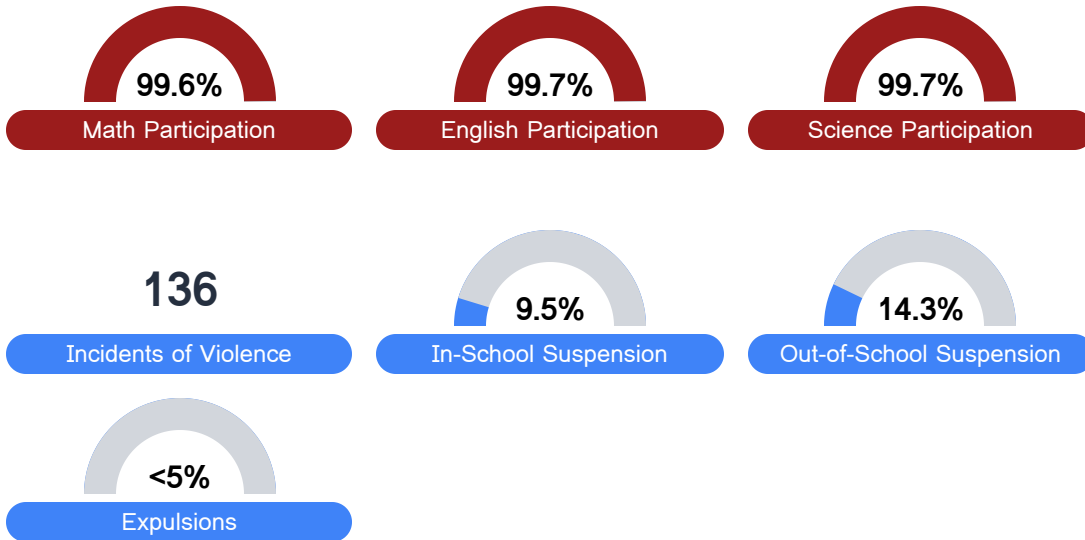 99.6%
Math Participation
99.7%
English Participation
99.7%
Science Participation
136
Incidents of Violence
9.5%
In-School Suspension
14.3%
Out-of-School Suspension
<5%
Expulsions